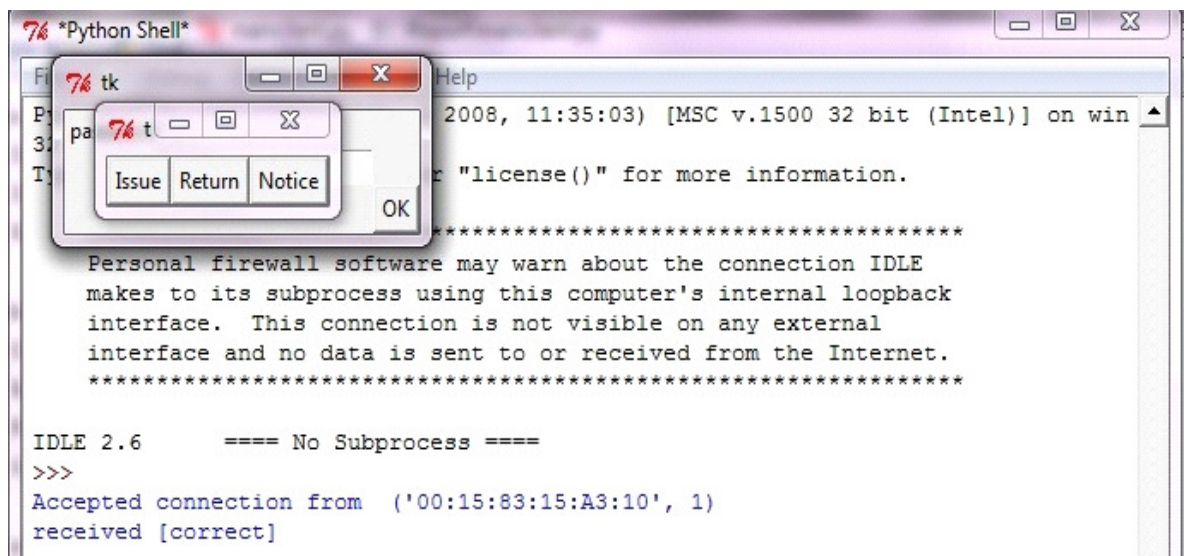 *Python Shell*
tk
Help
2008, 11:35:03) [MSC v.1500 32 bit (Intel)] on win
t
Issue Return Notice
"license()" for more information.
OK
*****************************************
Personal firewall software may warn about the connection IDLE
makes to its subprocess using this computer's internal loopback
interface. This connection is not visible on any external
interface and no data is sent to or received from the Internet.
****************************************************************
IDLE 2.6 ==== No Subprocess ====
>>>
Accepted connection from ('00:15:83:15:A3:10', 1)
received [correct]